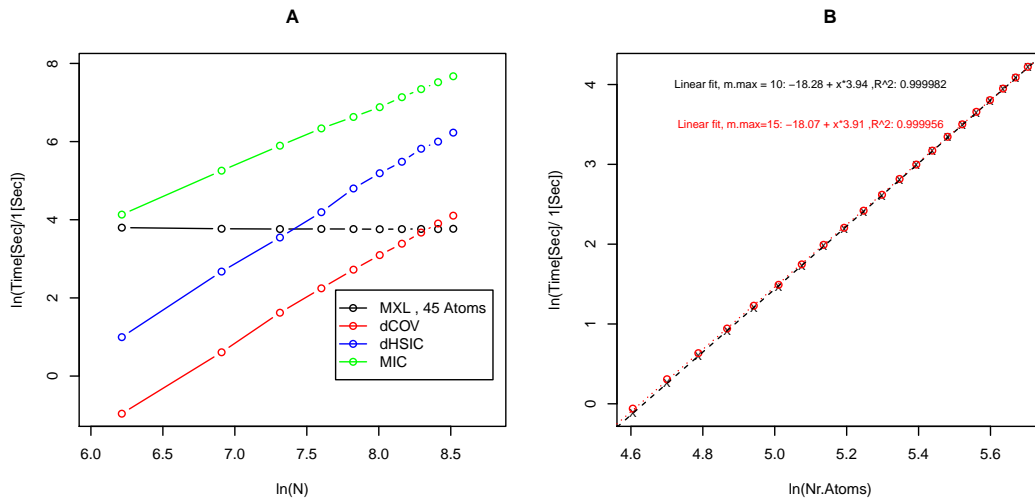 A
ln(Time[Sec]/1[Sec])
8
6
4
2
0
6.0
6.5
7.0
7.5
8.0
8.5
ln(N)
MXL , 45 Atoms
dCOV
dHSIC
MIC
B
ln(Time[Sec]/ 1[Sec])
4
3
2
1
0
4.6
4.8
5.0
5.2
5.4
5.6
ln(Nr.Atoms)
Linear fit, m.max = 10: −18.28 + x*3.94 ,R^2: 0.999982
Linear fit, m.max=15: −18.07 + x*3.91 ,R^2: 0.999956